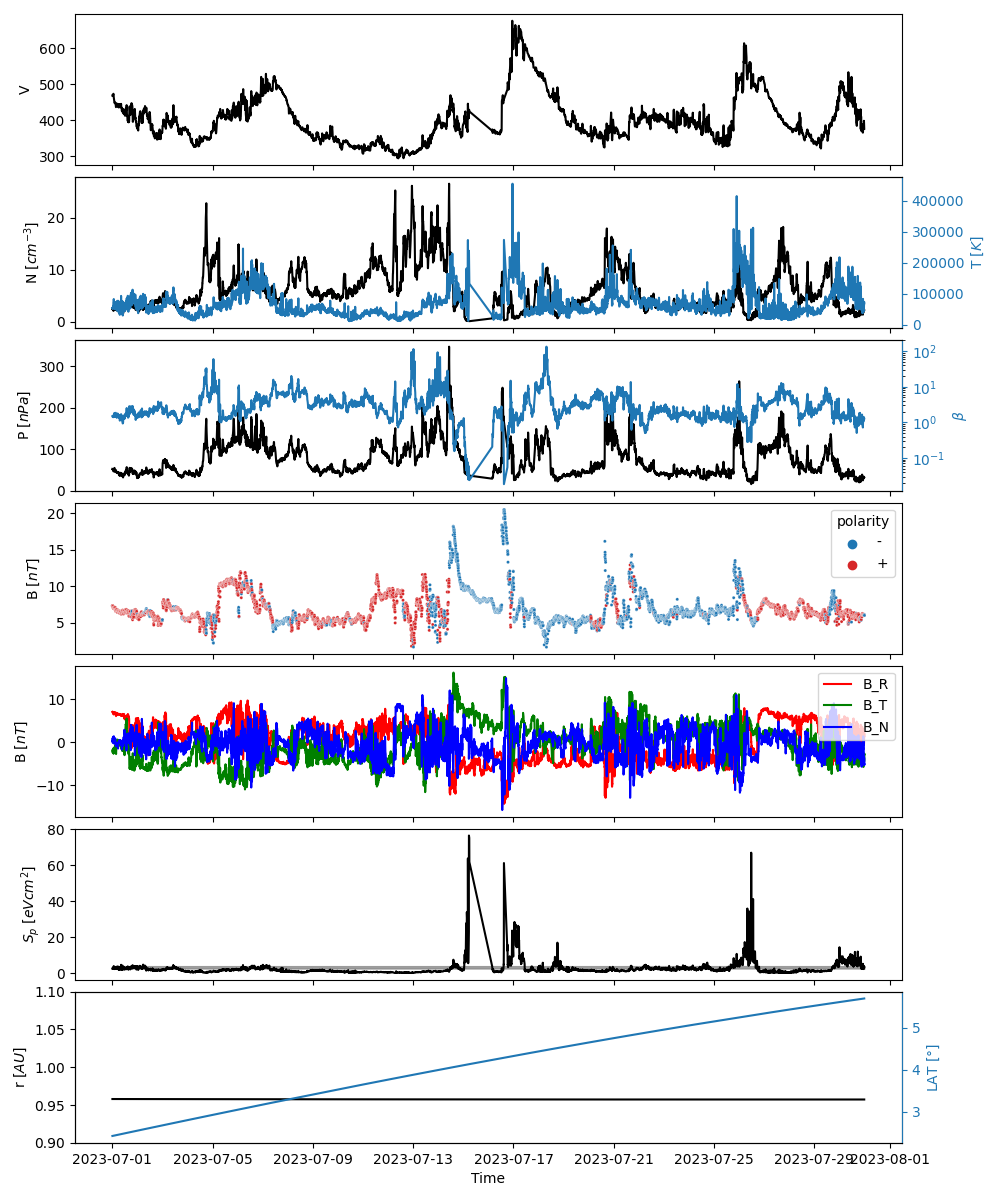 600
500
400
300
V
20
10
0
N [cm⁻³]
400000
300000
200000
100000
0
T [K]
300
200
100
0
P [nPa]
10²
10¹
10⁰
10⁻¹
β
20
15
10
5
B [nT]
polarity
-
+
10
0
−10
B [nT]
B_R
B_T
B_N
80
60
40
20
0
Sₚ [eVcm²]
1.10
1.05
1.00
0.95
0.90
r [AU]
5
4
3
LAT [°]
2023-07-01 2023-07-05 2023-07-09 2023-07-13 2023-07-17 2023-07-21 2023-07-25 2023-07-29 2023-08-01
Time